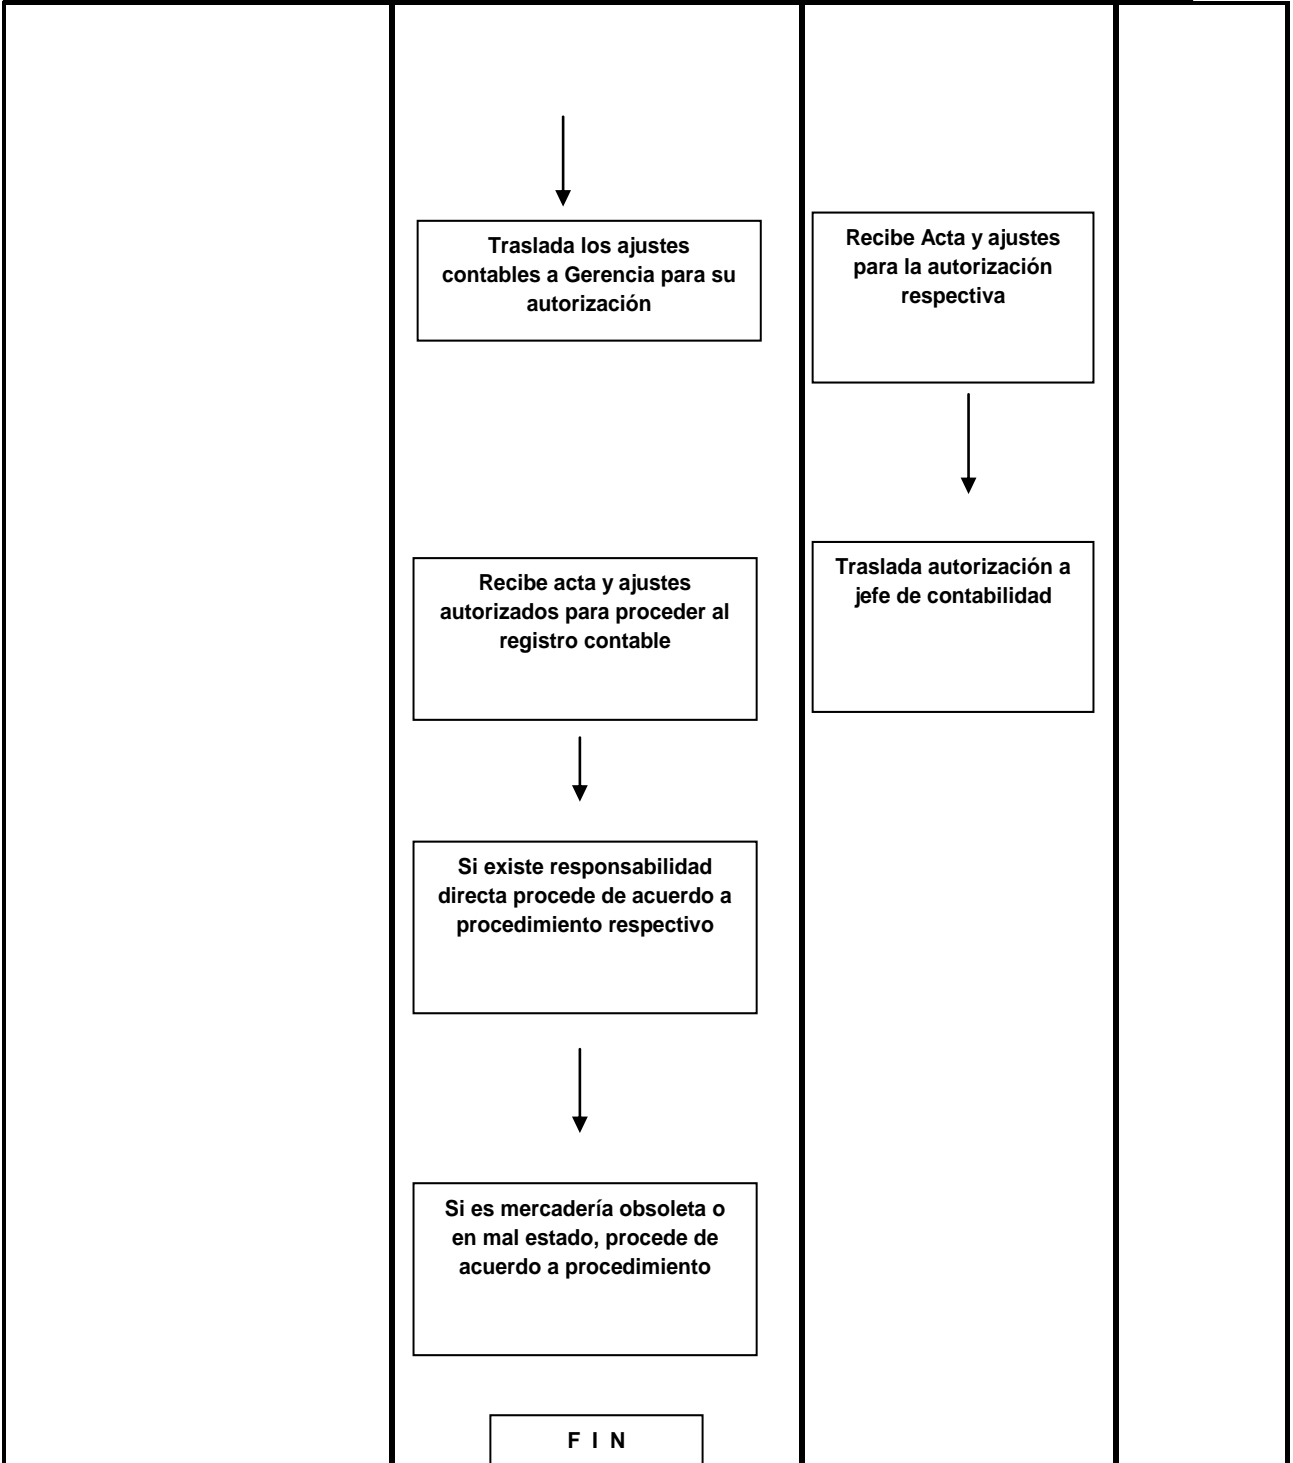 Traslada los ajustes
contables a Gerencia para su
autorización
Recibe Acta y ajustes
para la autorización
respectiva
Traslada autorización a
jefe de contabilidad
Recibe acta y ajustes
autorizados para proceder al
registro contable
Si existe responsabilidad
directa procede de acuerdo a
procedimiento respectivo
Si es mercadería obsoleta o
en mal estado, procede de
acuerdo a procedimiento
F I N